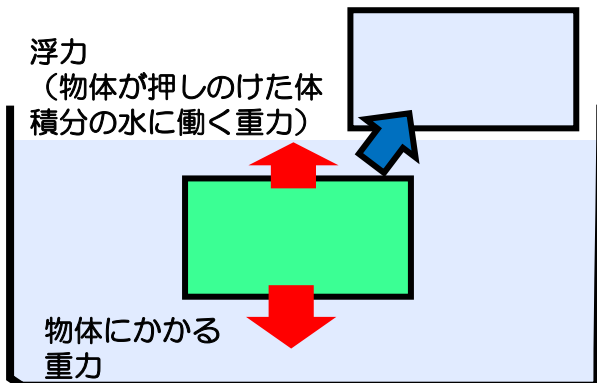 浮力
（物体が押しのけた体
積分の水に働く重力）
物体にかかる
重力